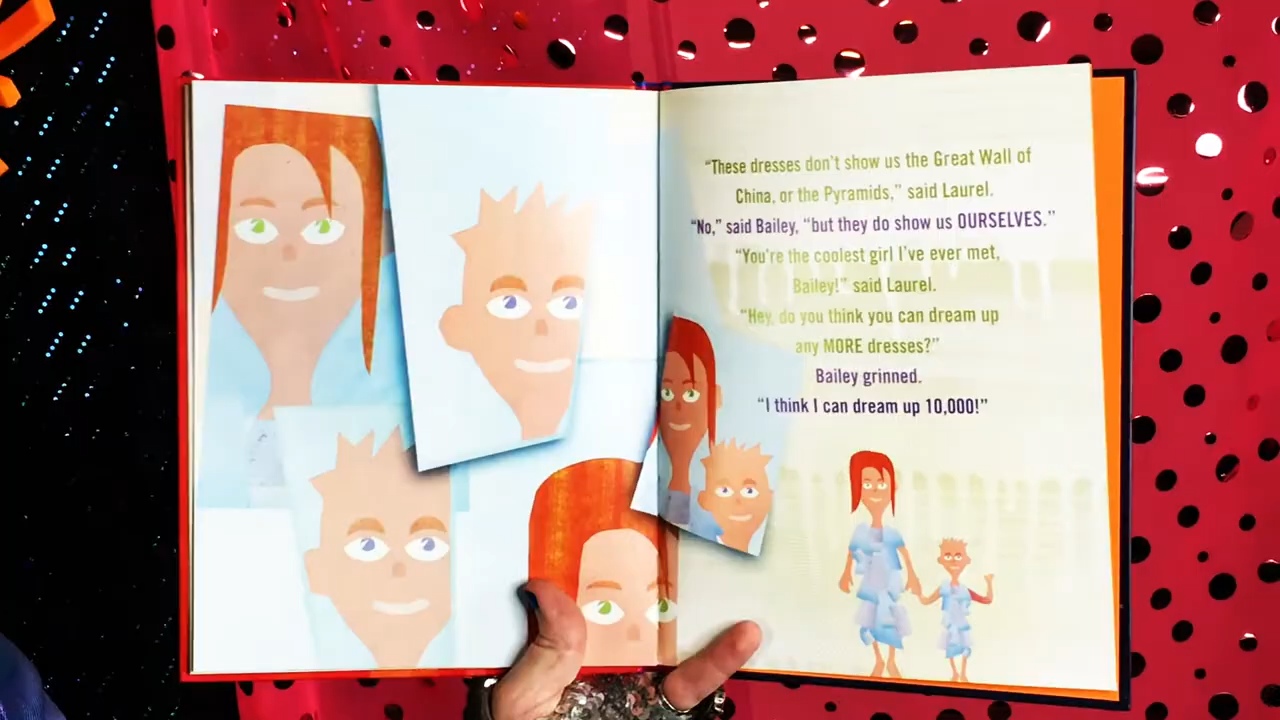 “These dresses don’t show us the Great Wall of
China, or the Pyramids,” said Laurel.
“No,” said Bailey, “but they do show us OURSELVES.”
“You’re the coolest girl I’ve ever met,
Bailey!” said Laurel.
“Hey, do you think you can dream up
any MORE dresses?”
Bailey grinned.
“I think I can dream up 10,000!”